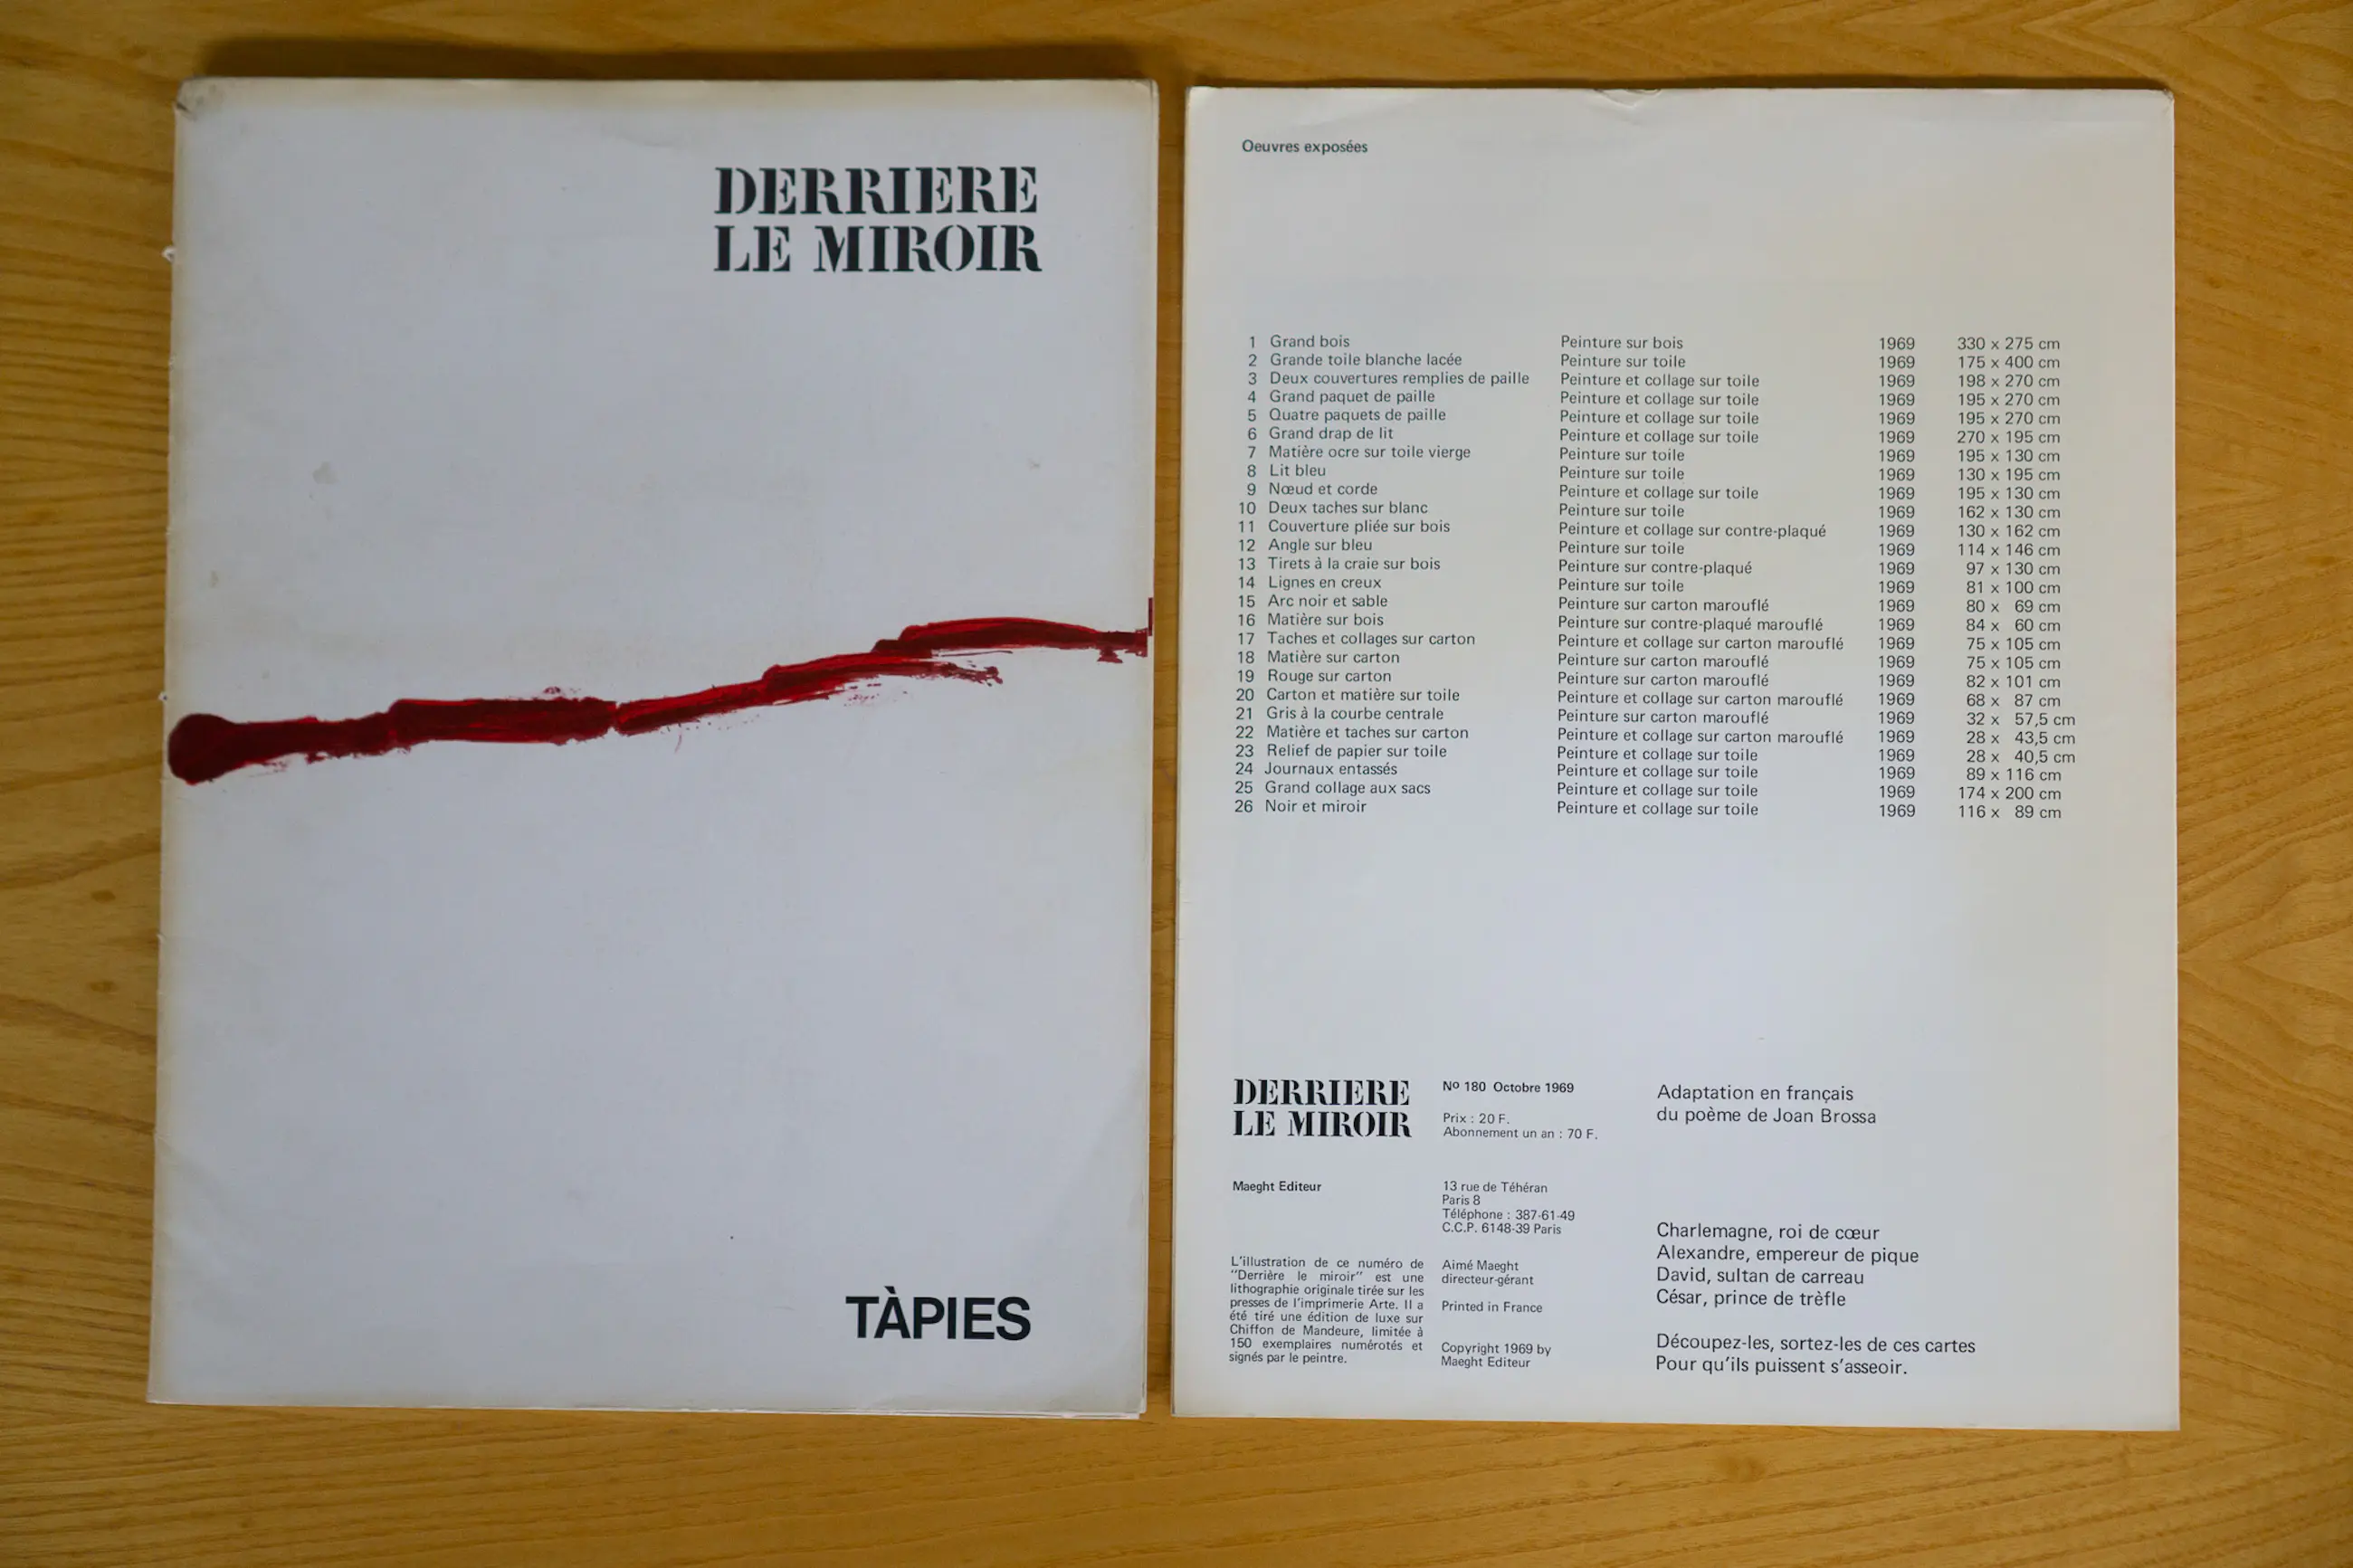 DERRIERE
LE MIROIR
TÀPIES
Oeuvres exposées
1 Grand bois Peinture sur bois 1969 330 x 275 cm
2 Grande toile blanche lacée Peinture sur toile 1969 175 x 400 cm
3 Deux couvertures remplies de paille Peinture et collage sur toile 1969 198 x 270 cm
4 Grand paquet de paille Peinture et collage sur toile 1969 195 x 270 cm
5 Quatre paquets de paille Peinture et collage sur toile 1969 195 x 270 cm
6 Grand drap de lit Peinture et collage sur toile 1969 270 x 195 cm
7 Matière ocre sur toile vierge Peinture sur toile 1969 195 x 130 cm
8 Lit bleu Peinture sur toile 1969 130 x 195 cm
9 Nœud et corde Peinture et collage sur toile 1969 195 x 130 cm
10 Deux taches sur blanc Peinture sur toile 1969 162 x 130 cm
11 Couverture pliée sur bois Peinture et collage sur contre-plaqué 1969 130 x 162 cm
12 Angle sur bleu Peinture sur toile 1969 114 x 146 cm
13 Tirets à la craie sur bois Peinture sur contre-plaqué 1969 97 x 130 cm
14 Lignes en creux Peinture sur toile 1969 81 x 100 cm
15 Arc noir et sable Peinture sur carton marouflé 1969 80 x 69 cm
16 Matière sur bois Peinture sur contre-plaqué marouflé 1969 84 x 60 cm
17 Taches et collages sur carton Peinture et collage sur carton marouflé 1969 75 x 105 cm
18 Matière sur carton Peinture sur carton marouflé 1969 75 x 105 cm
19 Rouge sur carton Peinture sur carton marouflé 1969 82 x 101 cm
20 Carton et matière sur toile Peinture et collage sur carton marouflé 1969 68 x 87 cm
21 Gris à la courbe centrale Peinture sur carton marouflé 1969 32 x 57,5 cm
22 Matière et taches sur carton Peinture et collage sur carton marouflé 1969 28 x 43,5 cm
23 Relief de papier sur toile Peinture et collage sur toile 1969 28 x 40,5 cm
24 Journaux entassés Peinture et collage sur toile 1969 89 x 116 cm
25 Grand collage aux sacs Peinture et collage sur toile 1969 174 x 200 cm
26 Noir et miroir Peinture et collage sur toile 1969 116 x 89 cm
DERRIERE
LE MIROIR
Maeght Editeur
L'illustration de ce numéro de
"Derrière le miroir" est une
lithographie originale tirée sur les
presses de l'imprimerie Arte. Il a
été tiré une édition de luxe sur
Chiffon de Mandeure, limitée à
150 exemplaires numérotés et
signés par le peintre.
Nº 180 Octobre 1969
Prix : 20 F.
Abonnement un an : 70 F.
13 rue de Téhéran
Paris 8
Téléphone : 387-61-49
C.C.P. 6148-39 Paris
Aimé Maeght
directeur-gérant
Printed in France
Copyright 1969 by
Maeght Editeur
Adaptation en français
du poème de Joan Brossa
Charlemagne, roi de cœur
Alexandre, empereur de pique
David, sultan de carreau
César, prince de trèfle
Découpez-les, sortez-les de ces cartes
Pour qu'ils puissent s'asseoir.